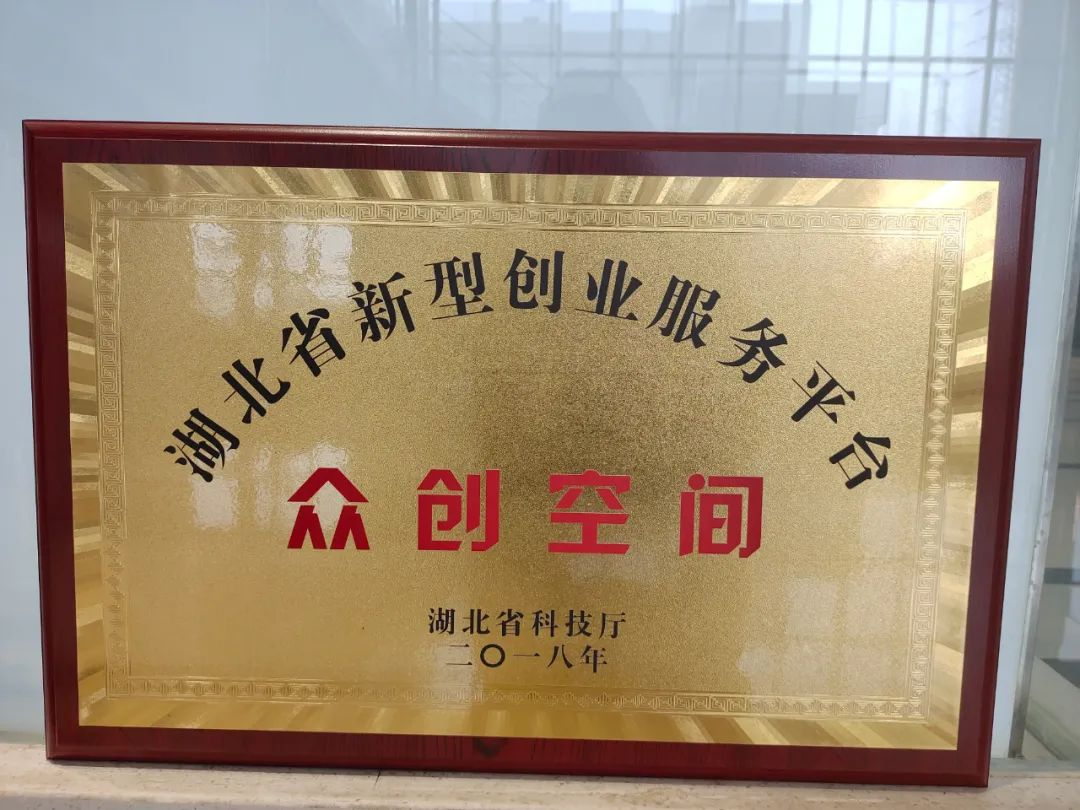 湖北省新型创业服务平台
众创空间
湖北省科技厅
二〇一八年